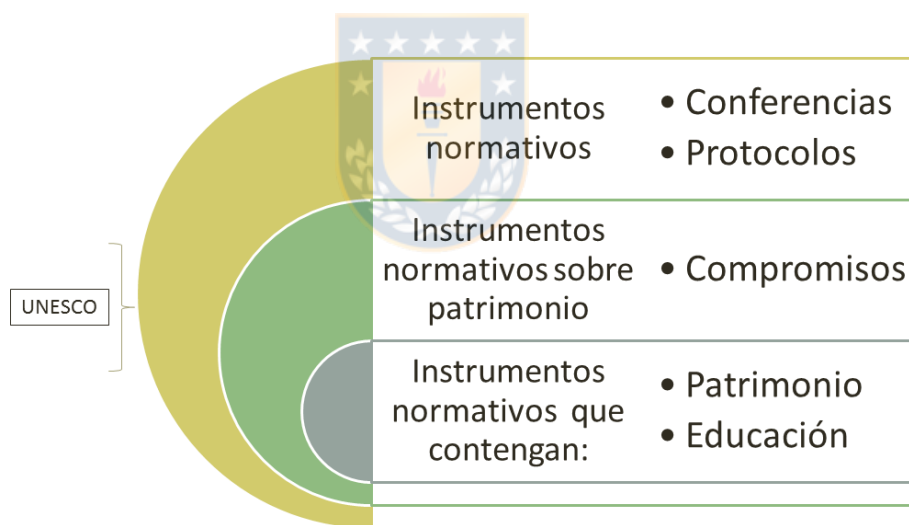 Instrumentos
normativos
• Conferencias
• Protocolos
UNESCO
Instrumentos
normativos sobre
patrimonio
• Compromisos
Instrumentos
normativos que
contengan:
• Patrimonio
• Educación